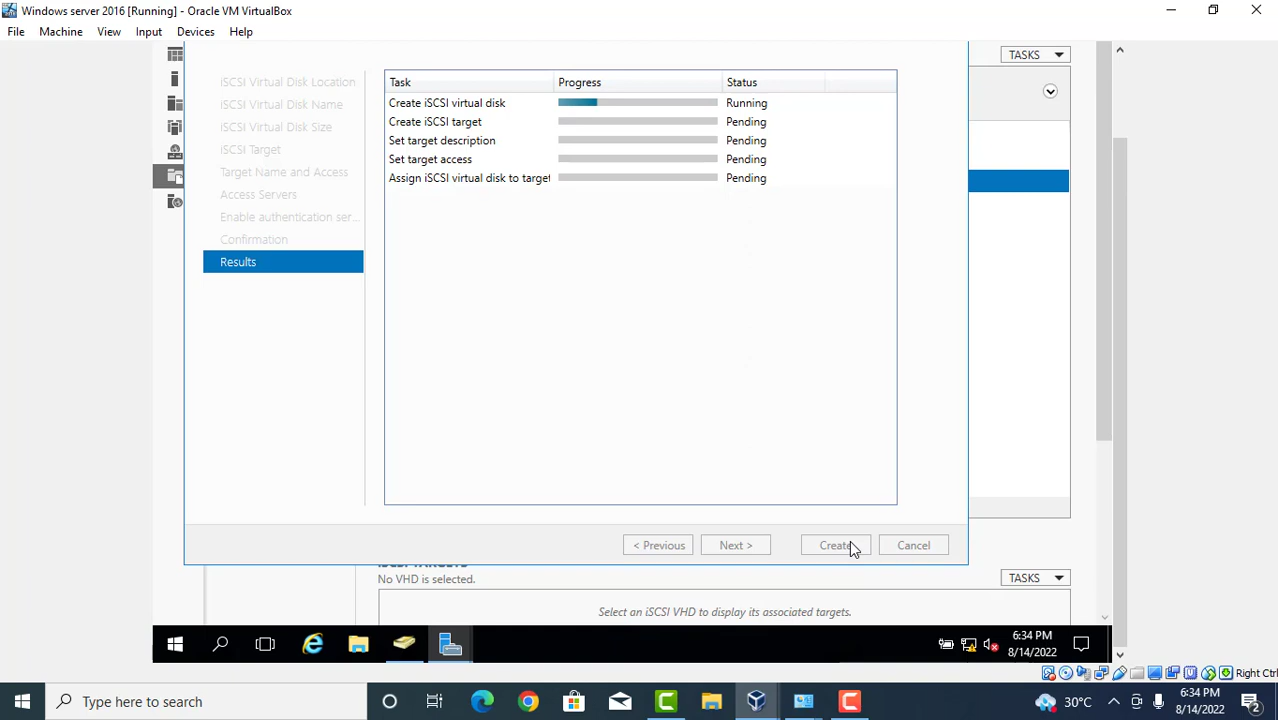 Windows server 2016 [Running] - Oracle VM VirtualBox
File Machine View Input Devices Help
TASKS
iSCSI Virtual Disk Location
iSCSI Virtual Disk Name
iSCSI Virtual Disk Size
iSCSI Target
Target Name and Access
Access Servers
Enable authentication ser...
Confirmation
Results
Task Progress Status
Create iSCSI virtual disk Running
Create iSCSI target Pending
Set target description Pending
Set target access Pending
Assign iSCSI virtual disk to target Pending
< Previous Next > Create Cancel
iSCSI TARGETS
No VHD is selected.
TASKS
Select an iSCSI VHD to display its associated targets.
6:34 PM
8/14/2022
Right Ctrl
Type here to search
30°C
6:34 PM
8/14/2022
2